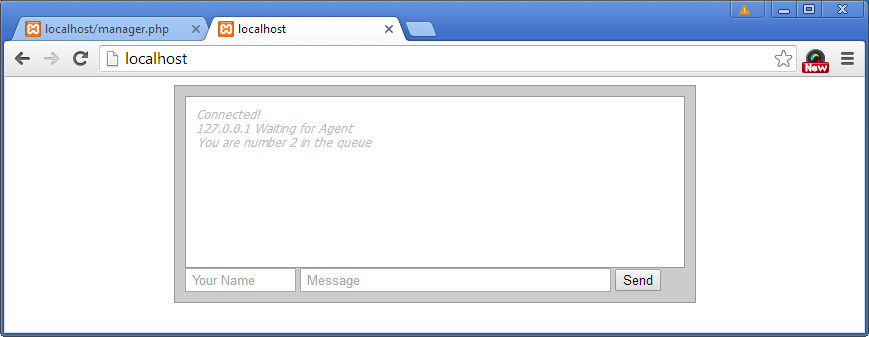 localhost/manager.php
localhost
localhost
New
Connected!
127.0.0.1 Waiting for Agent
You are number 2 in the queue
Your Name
Message
Send